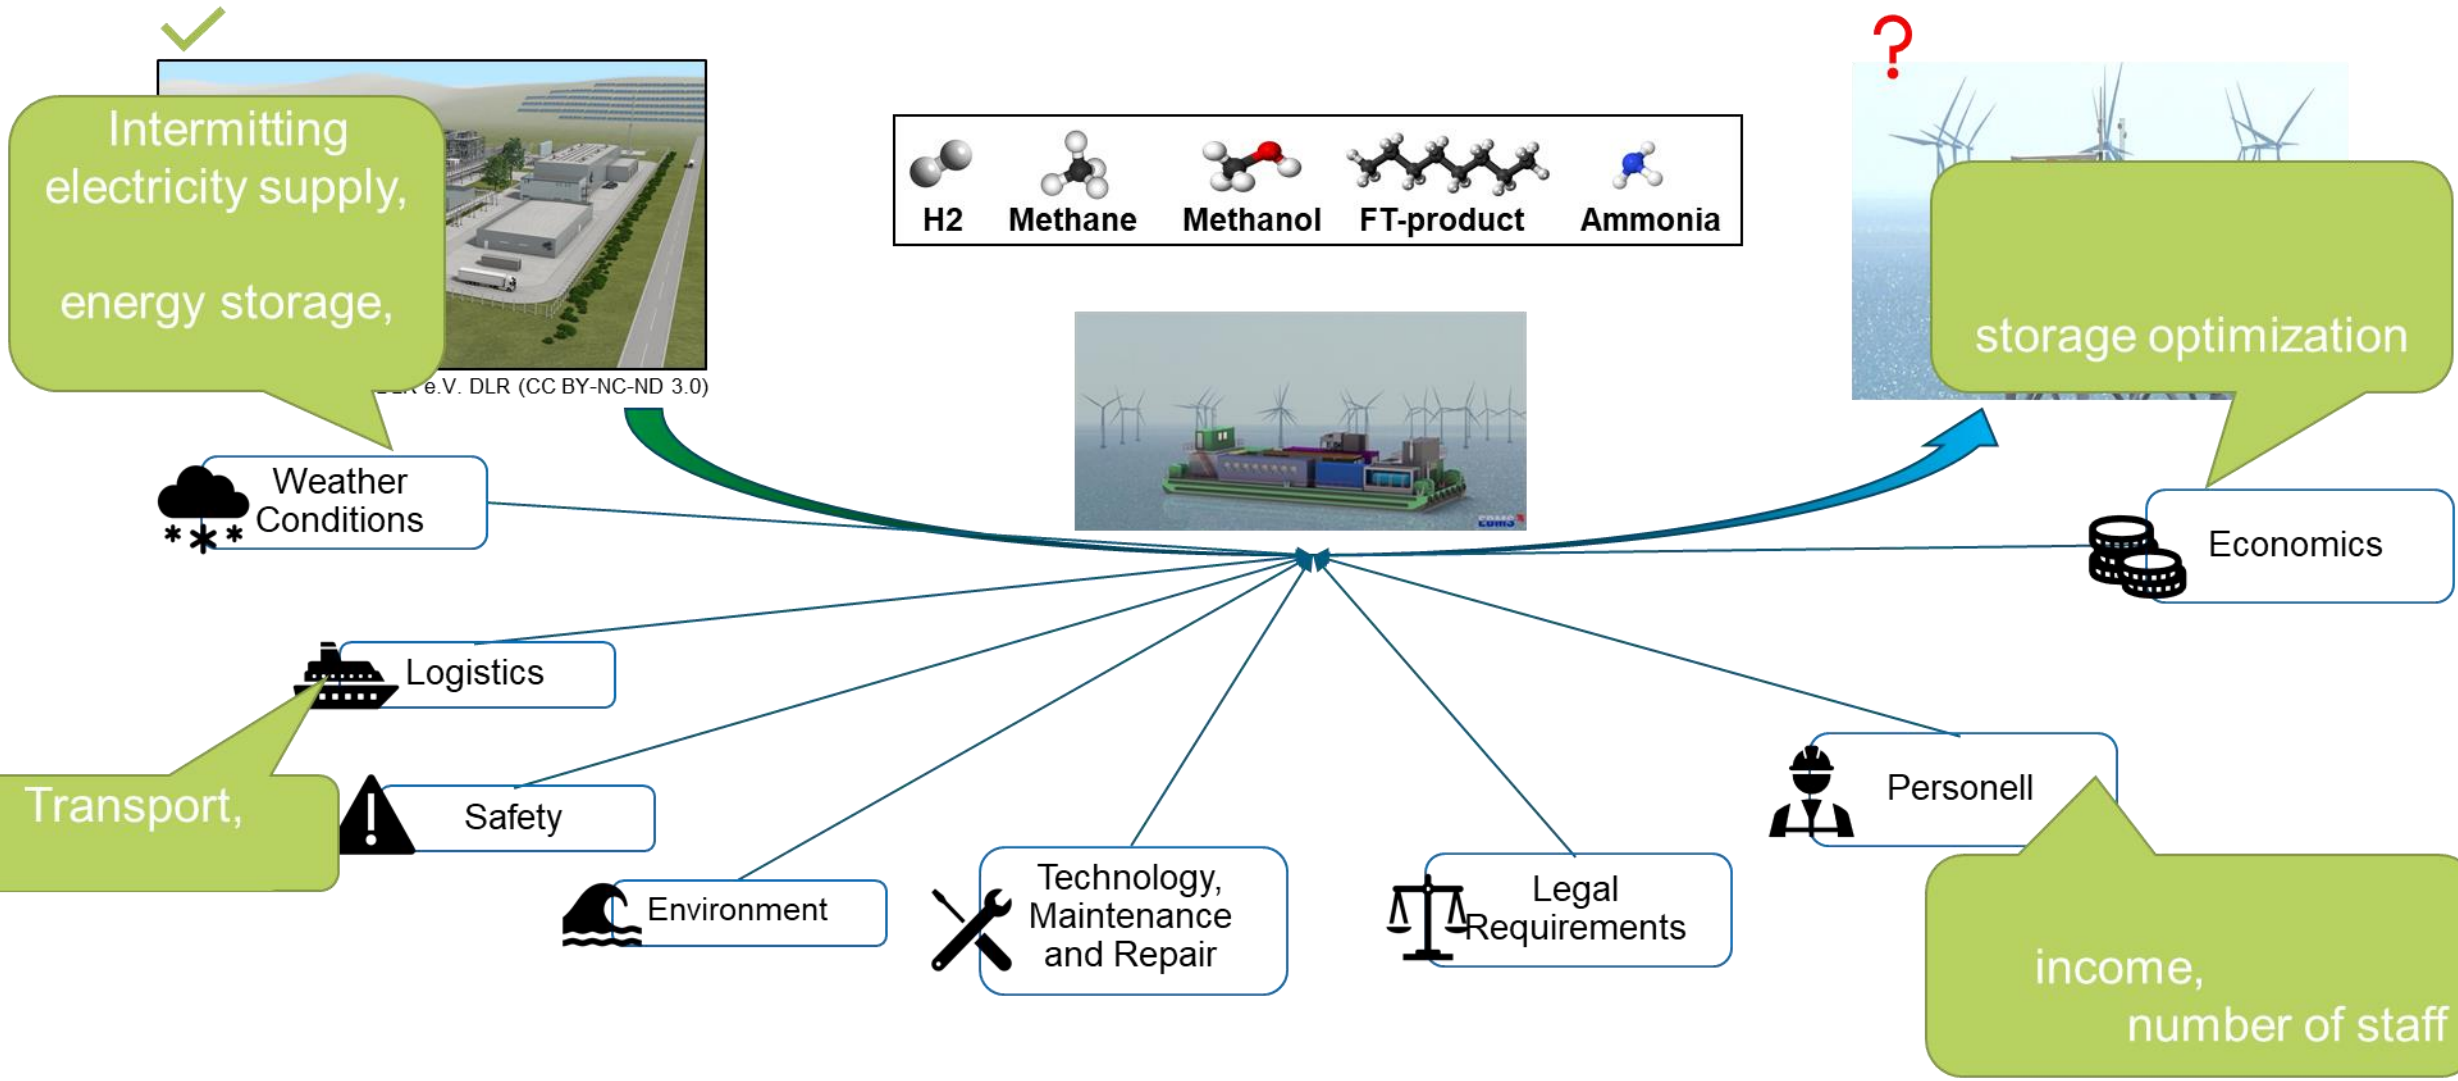 Intermitting
electricity supply,
energy storage,
e.V. DLR (CC BY-NC-ND 3.0)
H2
Methane
Methanol
FT-product
Ammonia
storage optimization
Weather
Conditions
Economics
Logistics
Transport,
Safety
Personell
Environment
Technology,
Maintenance
and Repair
Legal
Requirements
income,
number of staff